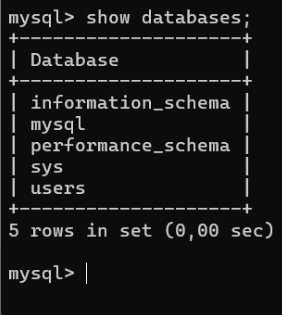 mysql> show databases;
+--------------------+
| Database           |
+--------------------+
| information_schema |
| mysql              |
| performance_schema |
| sys                |
| users              |
+--------------------+
5 rows in set (0,00 sec)
mysql>